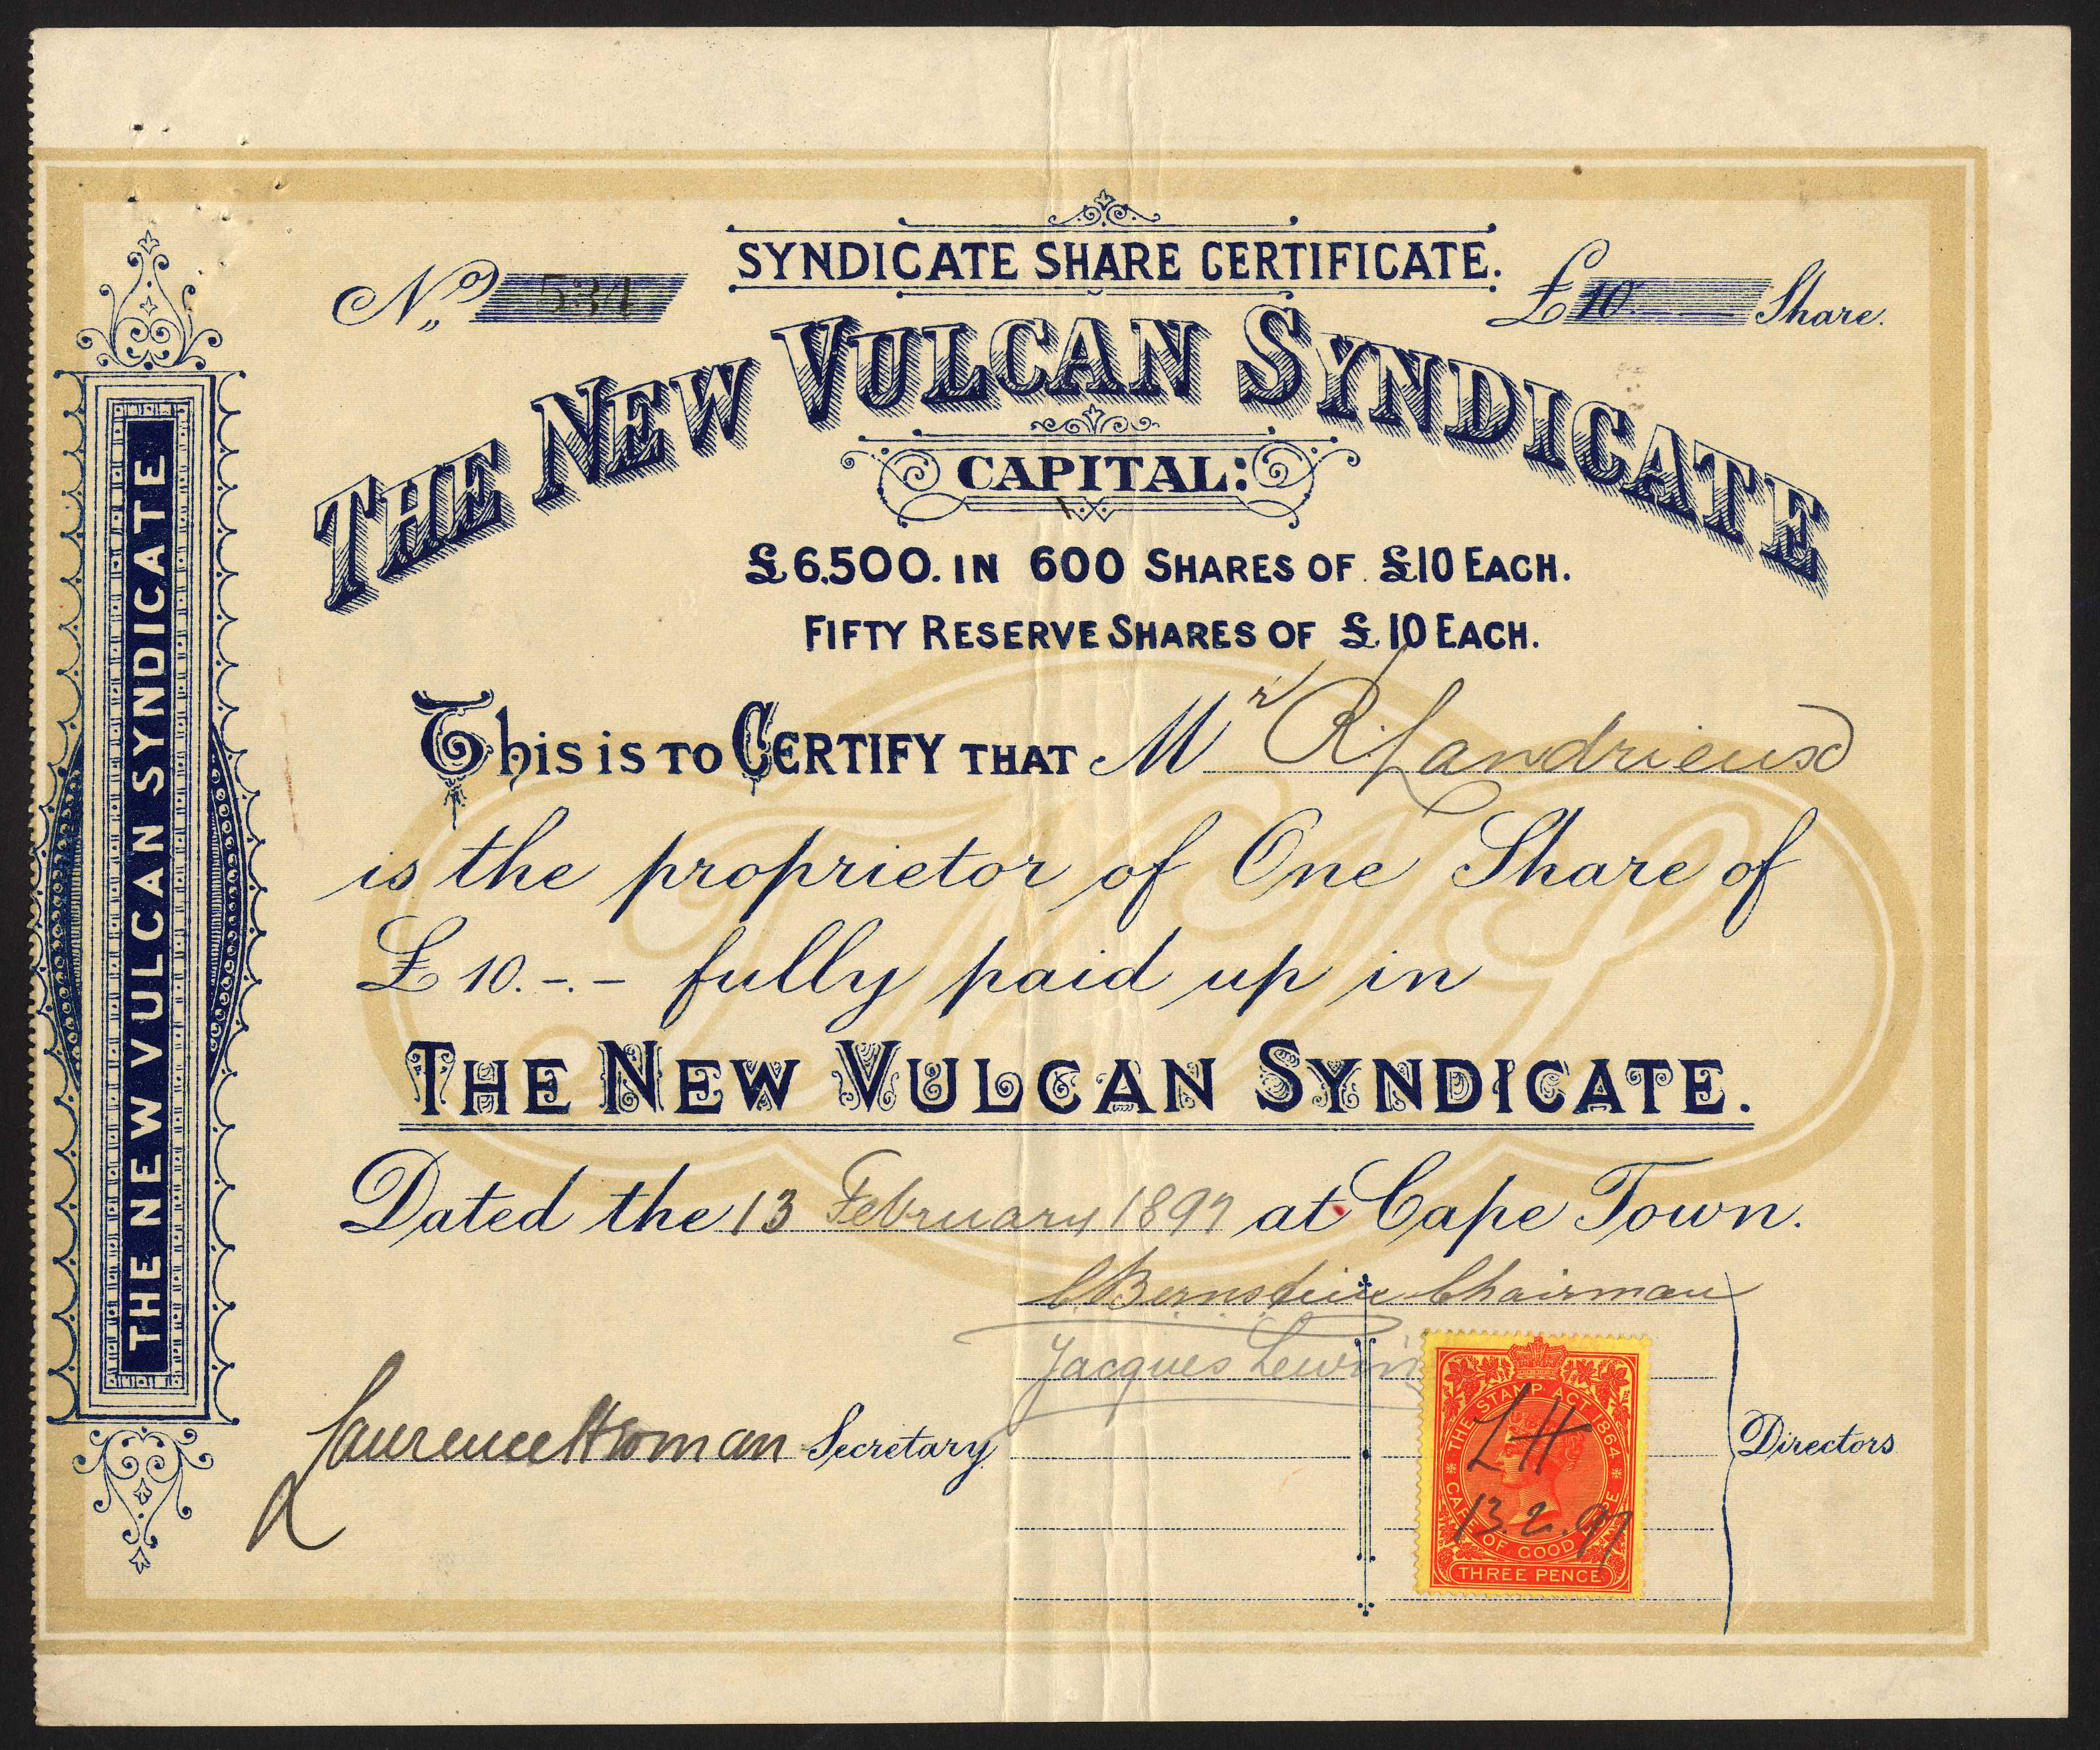 SYNDICATE SHARE CERTIFICATE.
No 534
£10 Share.
THE NEW VULCAN SYNDICATE
CAPITAL:
£6,500. IN 600 SHARES OF £10 EACH.
FIFTY RESERVE SHARES OF £10 EACH.
This is to Certify that Mr R. Landrieux
is the proprietor of One Share of
£10.-.- fully paid up in
THE NEW VULCAN SYNDICATE.
Dated the 13 February 1897 at Cape Town.
C. Bernstein Chairman
Jacques
Laurence Homan Secretary
Directors
THE STAMP ACT 1864
CAPE OF GOOD HOPE
THREE PENCE
LH
13.2.97
THE NEW VULCAN SYNDICATE